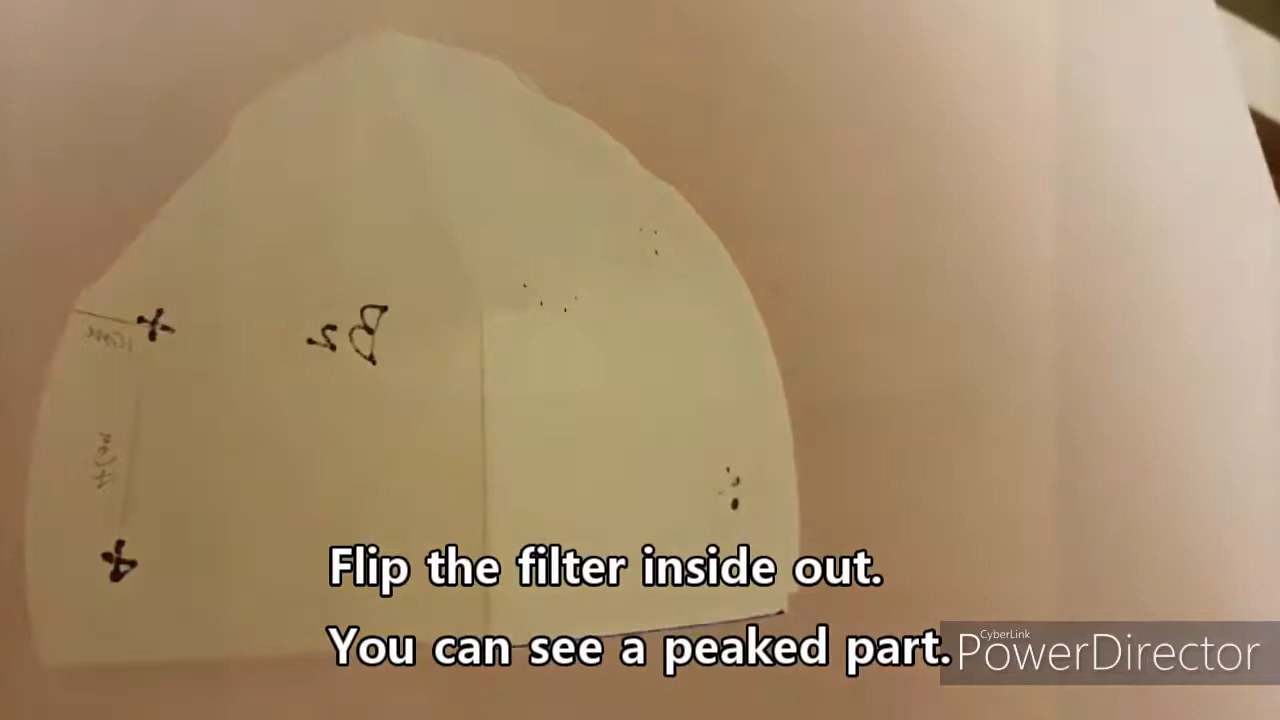 Flip the filter inside out.
You can see a peaked part.
CyberLink
PowerDirector